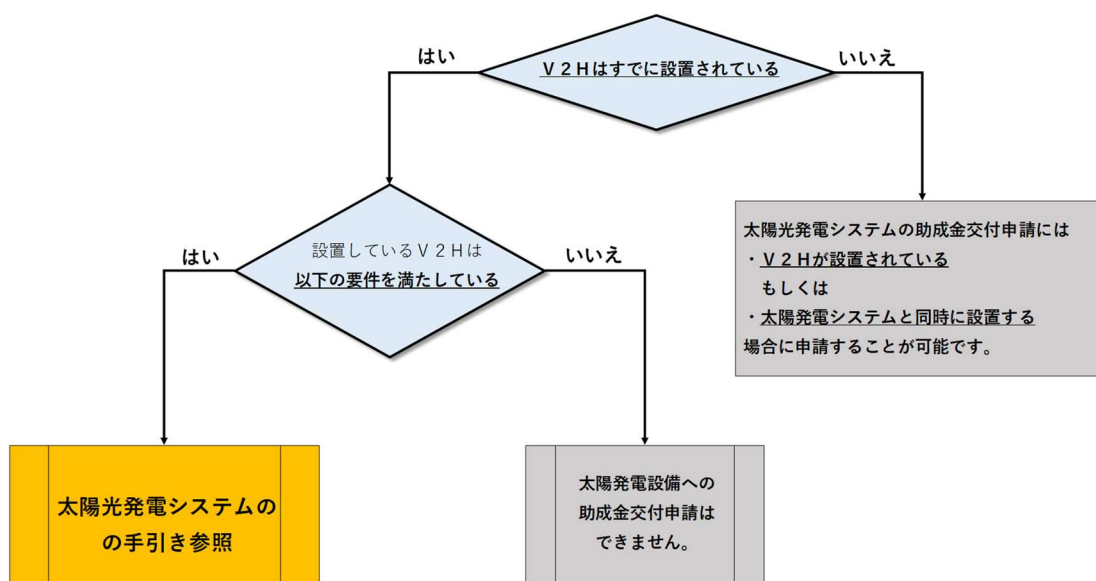 はい
V2Hはすでに設置されている
いいえ
はい
設置しているV2Hは
以下の要件を満たしている
いいえ
太陽光発電システムの助成金交付申請には
・V2Hが設置されている
もしくは
・太陽発電システムと同時に設置する
場合に申請することが可能です。
太陽光発電システムの
の手引き参照
太陽発電設備への
助成金交付申請は
できません。